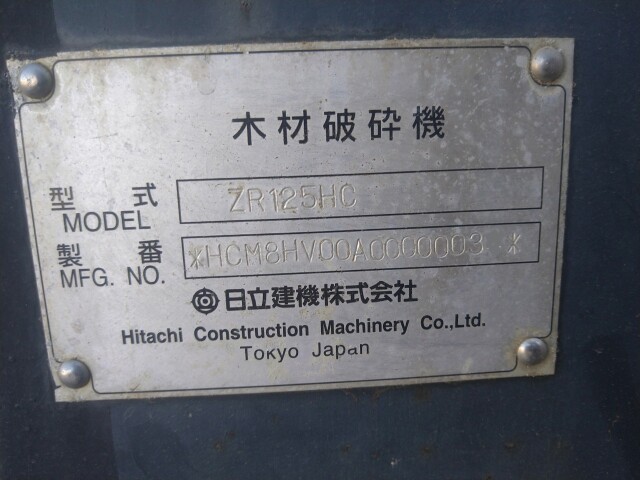 木材破砕機
型式 ZR125HC
MODEL
製番 *HCM8HV00A0000003 *
MFG. NO.
日立建機株式会社
Hitachi Construction Machinery Co.,Ltd.
Tokyo Japan